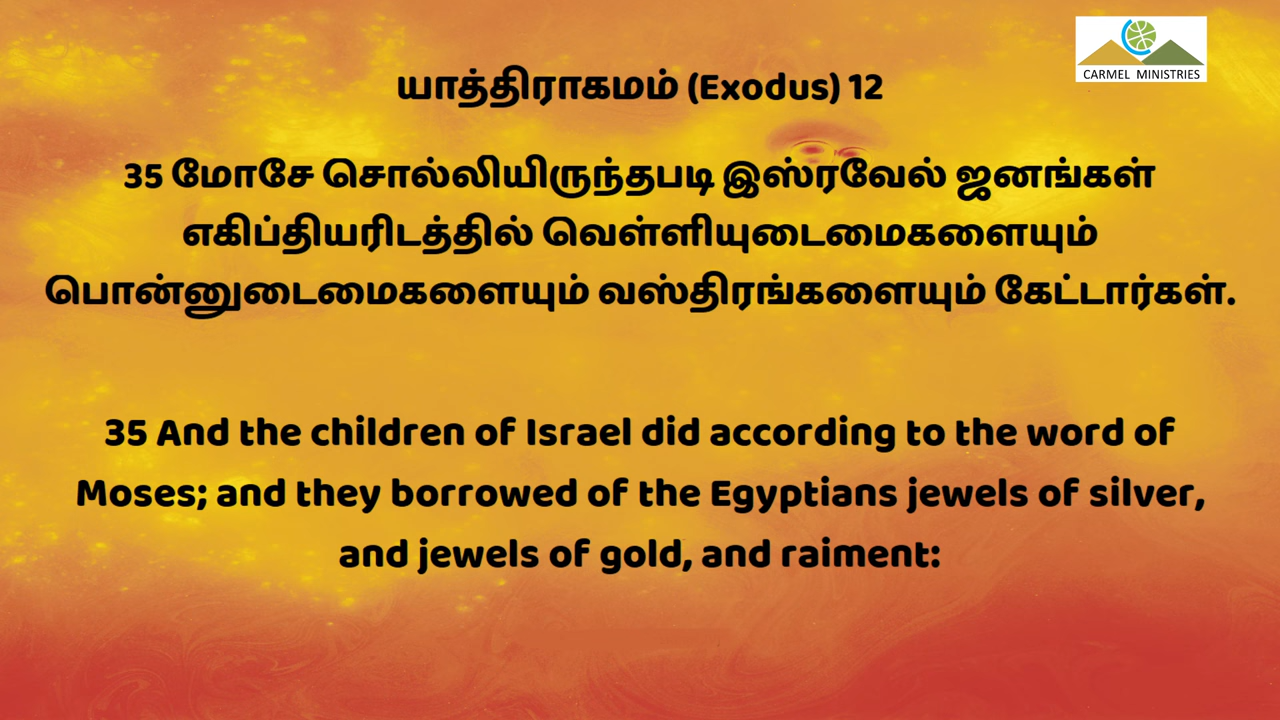 CARMEL MINISTRIES
யாத்திராகமம் (Exodus) 12
35 மோசே சொல்லியிருந்தபடி இஸ்ரவேல் ஜனங்கள்
எகிப்தியரிடத்தில் வெள்ளியுடைமைகளையும்
பொன்னுடைமைகளையும் வஸ்திரங்களையும் கேட்டார்கள்.
35 And the children of Israel did according to the word of
Moses; and they borrowed of the Egyptians jewels of silver,
and jewels of gold, and raiment: